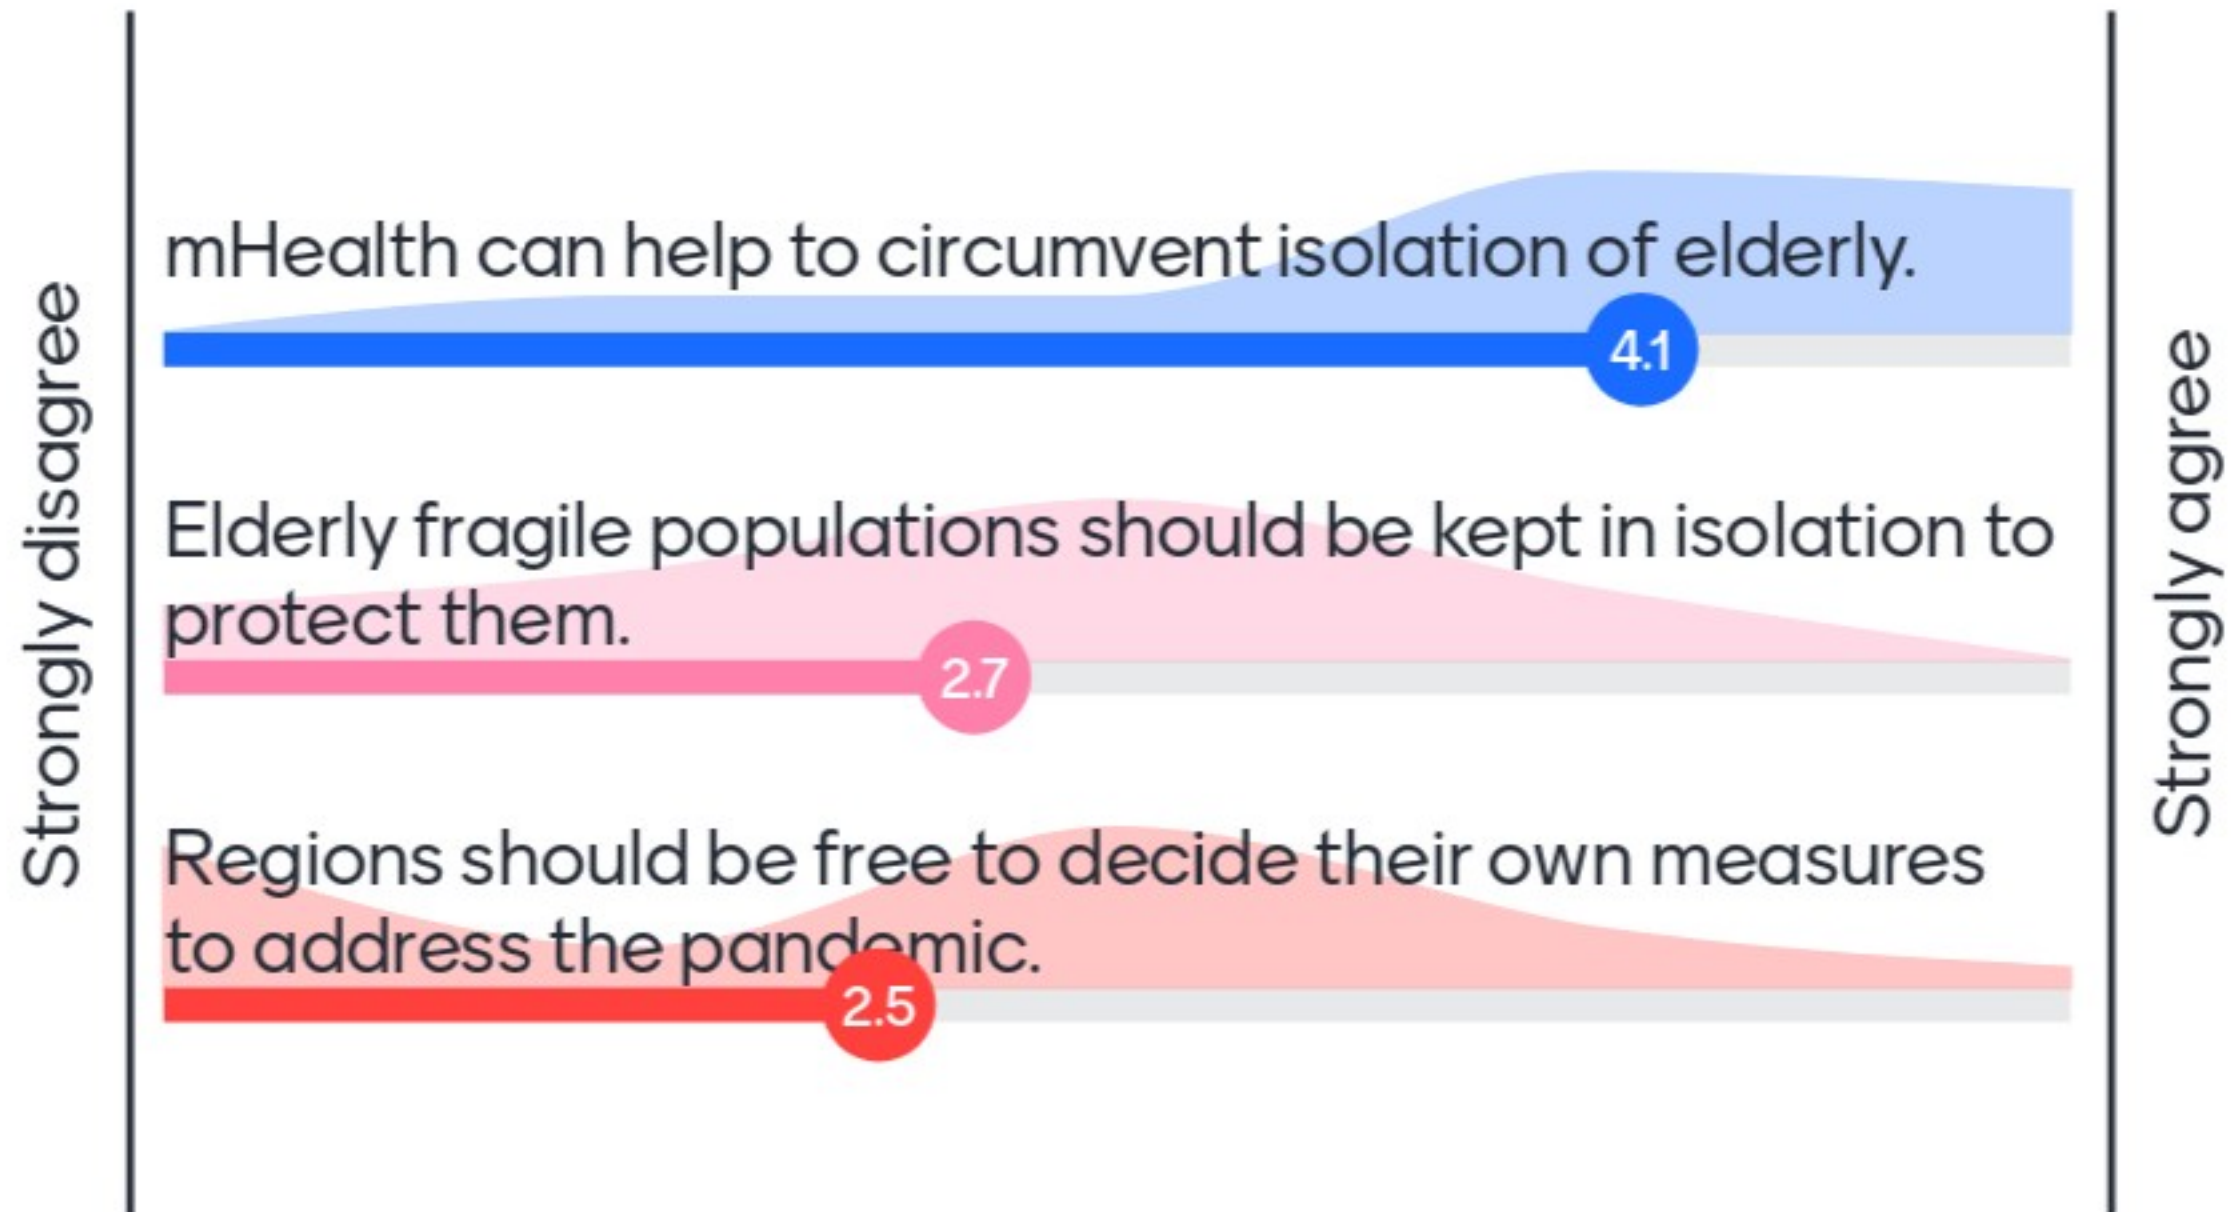 Strongly disagree
mHealth can help to circumvent isolation of elderly.
4.1
Elderly fragile populations should be kept in isolation to
protect them.
2.7
Regions should be free to decide their own measures
to address the pandemic.
2.5
Strongly agree